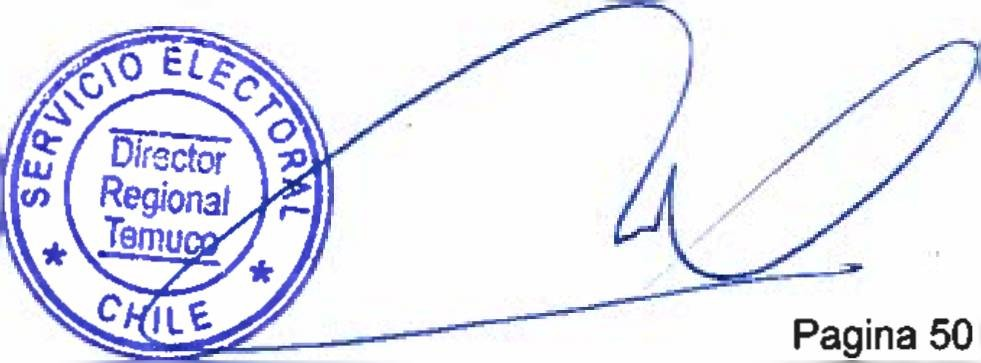 SERVICIO ELECTORAL
Director
Regional
Temuco
* CHILE *
Pagina 50